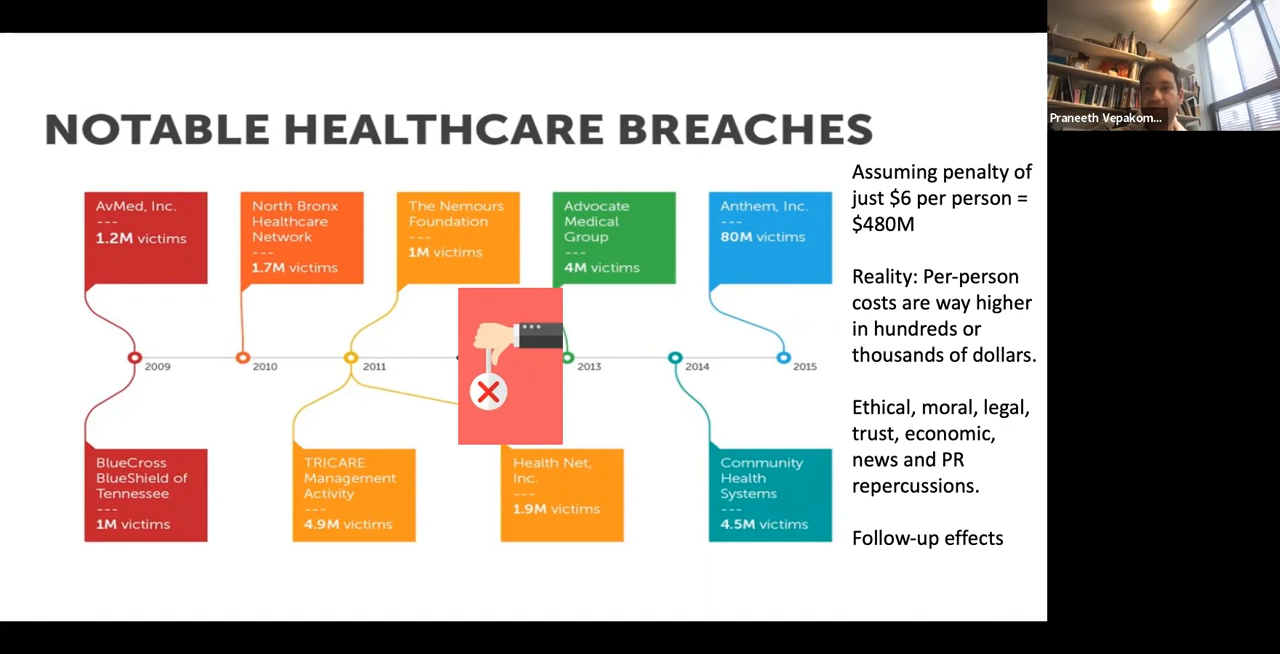 NOTABLE HEALTHCARE BREACHES
Praneeth Vepakom...
AvMed, Inc.
---
1.2M victims
North Bronx
Healthcare
Network
---
1.7M victims
The Nemours
Foundation
---
1M victims
Advocate
Medical
Group
---
4M victims
Anthem, Inc.
---
80M victims
2009
2010
2011
2013
2014
2015
BlueCross
BlueShield of
Tennessee
---
1M victims
TRICARE
Management
Activity
---
4.9M victims
Health Net,
Inc.
---
1.9M victims
Community
Health
Systems
---
4.5M victims
Assuming penalty of
just $6 per person =
$480M
Reality: Per-person
costs are way higher
in hundreds or
thousands of dollars.
Ethical, moral, legal,
trust, economic,
news and PR
repercussions.
Follow-up effects